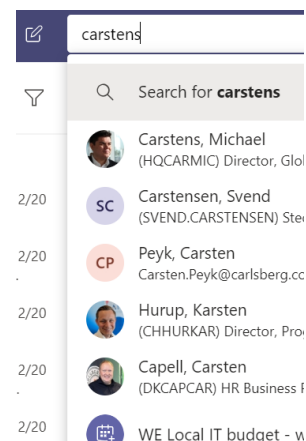 carstens
Search for carstens
Carstens, Michael
(HQCARMIC) Director, Glo
2/20
SC
Carstensen, Svend
(SVEND.CARSTENSEN) Ste
2/20
CP
Peyk, Carsten
Carsten.Peyk@carlsberg.co
.
2/20
Hurup, Karsten
(CHHURKAR) Director, Pro
2/20
Capell, Carsten
(DKCAPCAR) HR Business
.
2/20
WE Local IT budget -